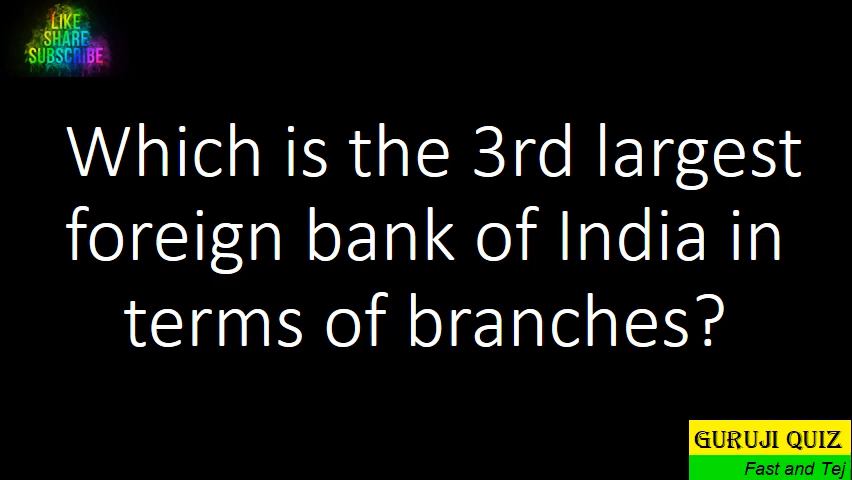 LIKE
SHARE
SUBSCRIBE
Which is the 3rd largest
foreign bank of India in
terms of branches?
GURUJI QUIZ
Fast and Tej